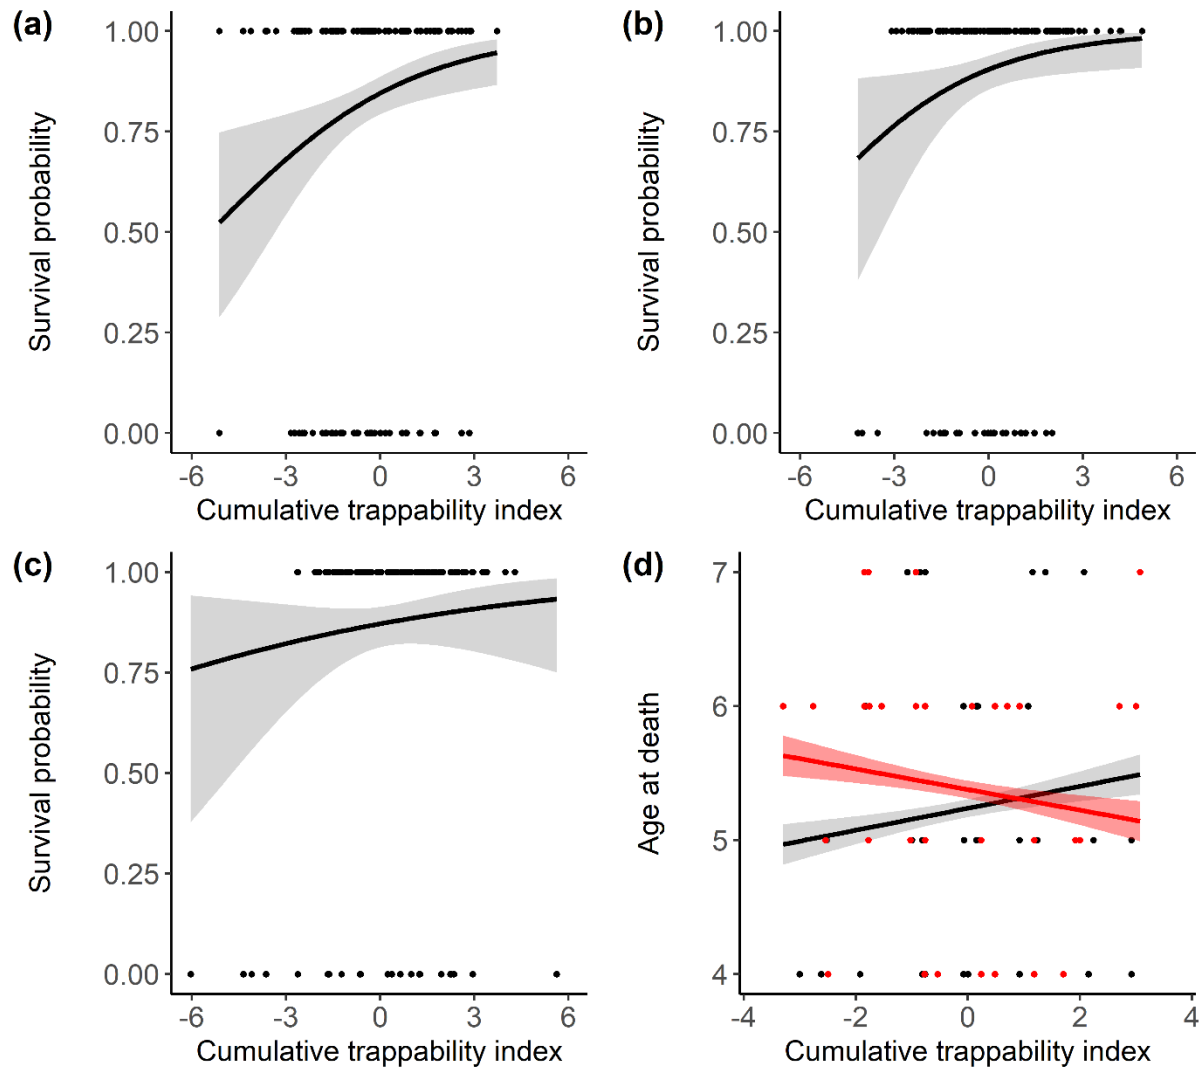 (a)
1.00
0.75
0.50
0.25
0.00
Survival probability
-6 -3 0 3 6
Cumulative trappability index
(b)
1.00
0.75
0.50
0.25
0.00
Survival probability
-6 -3 0 3 6
Cumulative trappability index
(c)
1.00
0.75
0.50
0.25
0.00
Survival probability
-6 -3 0 3 6
Cumulative trappability index
(d)
7
6
5
4
Age at death
-4 -2 0 2 4
Cumulative trappability index